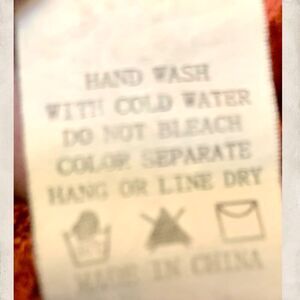 HAND WASH
WITH COLD WATER
DO NOT BLEACH
COLOR SEPARATE
HANG OR LINE DRY
MADE IN CHINA